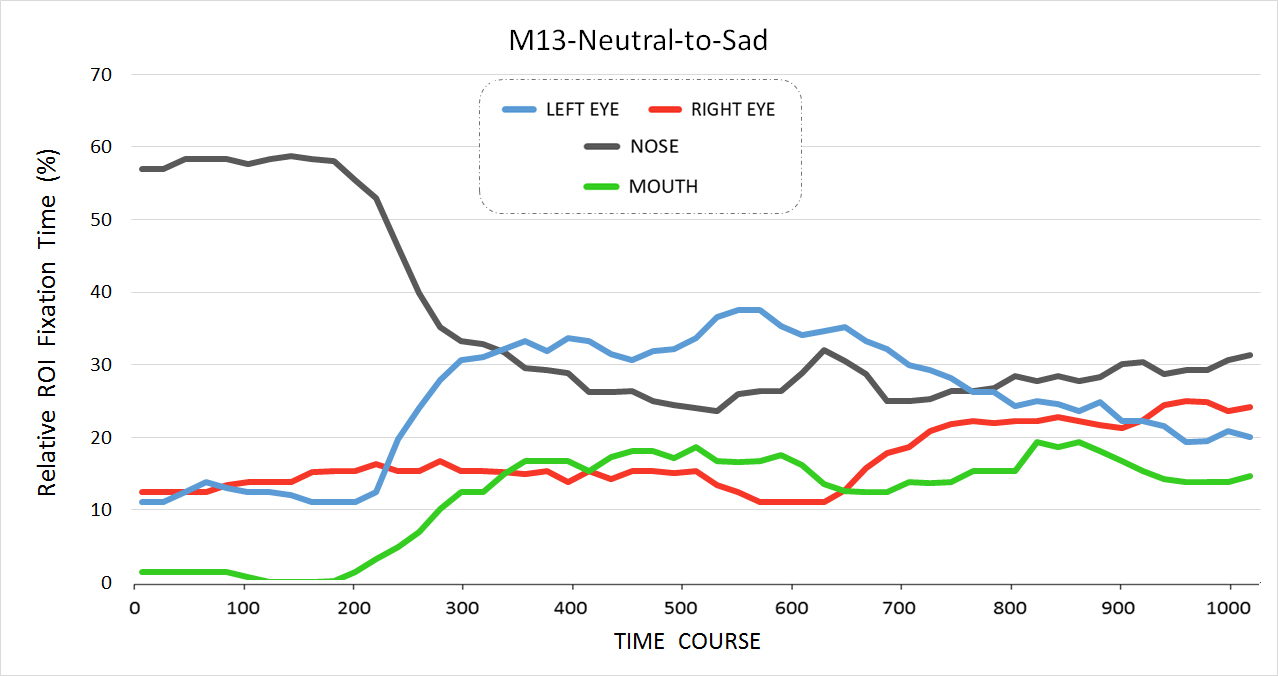 M13-Neutral-to-Sad
70
60
50
40
30
20
10
0
Relative ROI Fixation Time (%)
LEFT EYE RIGHT EYE
NOSE
MOUTH
0 100 200 300 400 500 600 700 800 900 1000
TIME COURSE